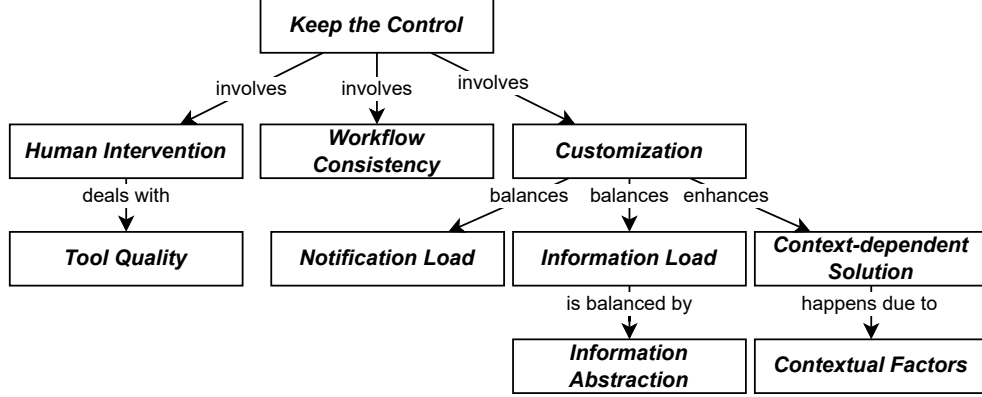 Keep the Control
involves
involves
involves
Human Intervention
Workflow
Consistency
Customization
deals with
balances
balances
enhances
Tool Quality
Notification Load
Information Load
Context-dependent
Solution
is balanced by
happens due to
Information
Abstraction
Contextual Factors